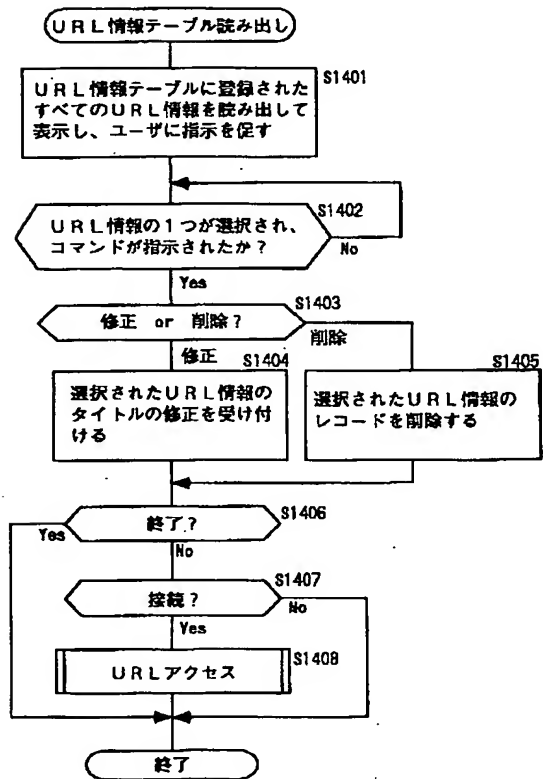 URL情報テーブル読み出し
S1401
URL情報テーブルに登録された
すべてのURL情報を読み出して
表示し、ユーザに指示を促す
S1402
URL情報の1つが選択され、
コマンドが指示されたか?
No
Yes
S1403
修正 or 削除?
削除
修正
S1404
S1405
選択されたURL情報の
タイトルの修正を受け付
ける
選択されたURL情報の
レコードを削除する
S1406
終了?
Yes
No
S1407
接続?
No
Yes
S1408
URLアクセス
終了